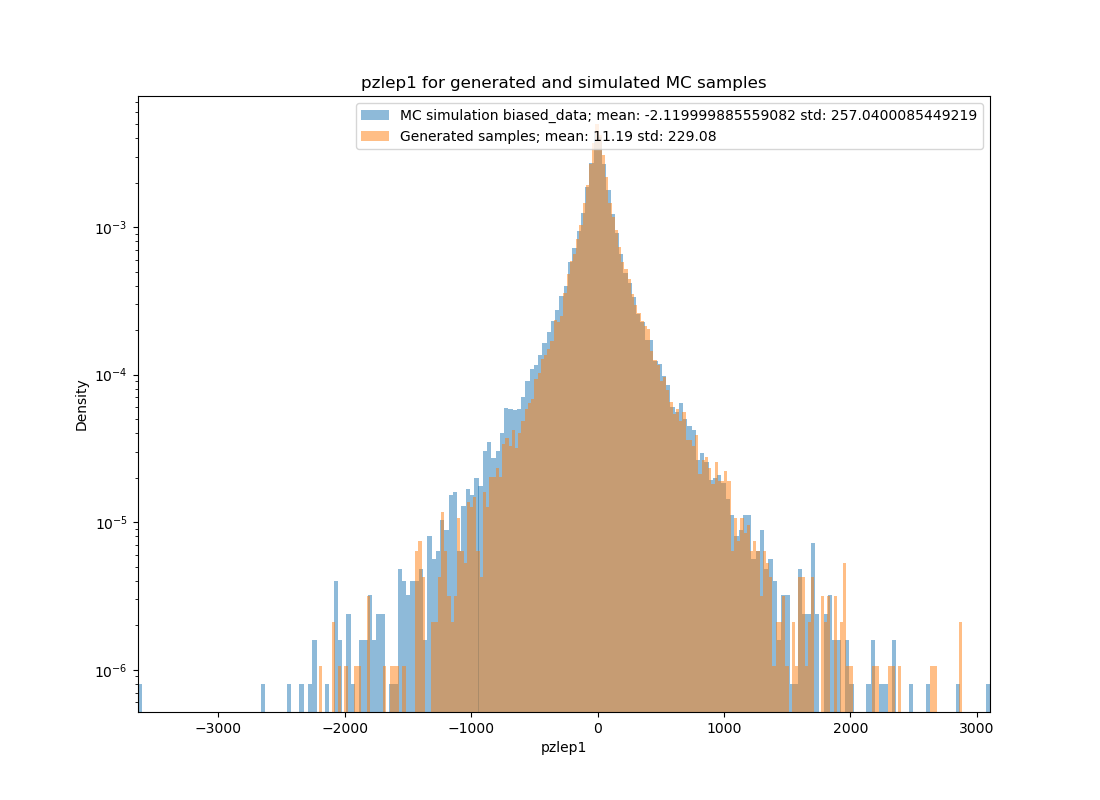 pzlep1 for generated and simulated MC samples
MC simulation biased_data; mean: -2.119999885559082 std: 257.0400085449219
Generated samples; mean: 11.19 std: 229.08
Density
10⁻³
10⁻⁴
10⁻⁵
10⁻⁶
−3000 −2000 −1000 0 1000 2000 3000
pzlep1